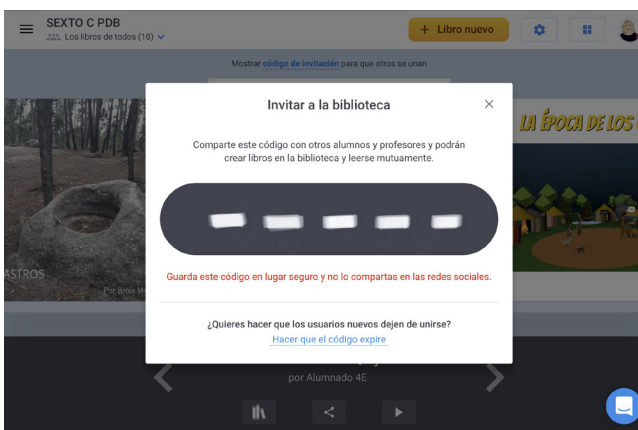 SEXTO C PDB
Los libros de todos (10)
+ Libro nuevo
Mostrar código de invitación para que otros se unan
Invitar a la biblioteca
Comparte este código con otros alumnos y profesores y podrán
crear libros en la biblioteca y leerse mutuamente.
Guarda este código en lugar seguro y no lo compartas en las redes sociales.
¿Quieres hacer que los usuarios nuevos dejen de unirse?
Hacer que el código expire
LA ÉPOCA DE LOS
ASTROS
Por Brais
por Alumnado 4E